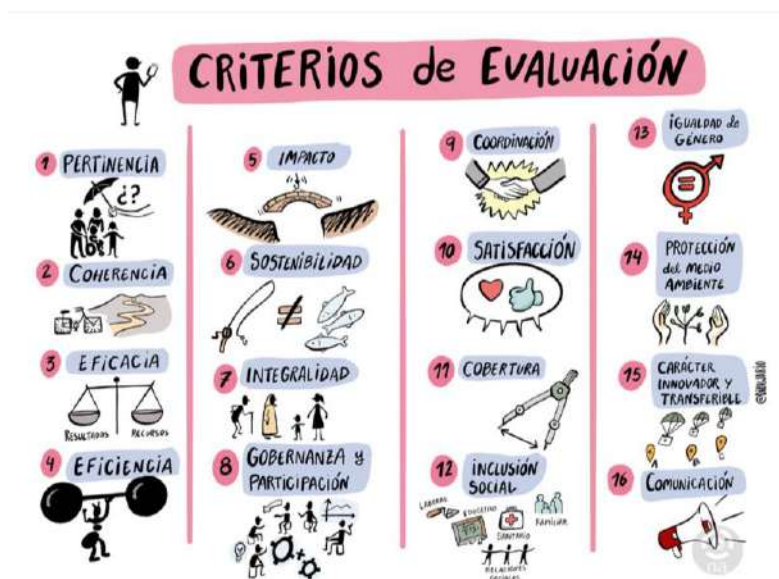 CRITERIOS de EVALUACIÓN
1 PERTINENCIA
¿?
2 COHERENCIA
3 EFICACIA
RESULTADOS RECURSOS
4 EFICIENCIA
5 IMPACTO
6 SOSTENIBILIDAD
7 INTEGRALIDAD
8 GOBERNANZA y
PARTICIPACIÓN
9 COORDINACIÓN
10 SATISFACCIÓN
11 COBERTURA
12 INCLUSIÓN
SOCIAL
LABORAL
EDUCATIVO
SANITARIO
FAMILIAR
RELACIONES
SOCIALES
13 IGUALDAD de
GÉNERO
14 PROTECCIÓN
del MEDIO
AMBIENTE
15 CARÁCTER
INNOVADOR Y
TRANSFERIBLE
A B C
16 COMUNICACIÓN
na